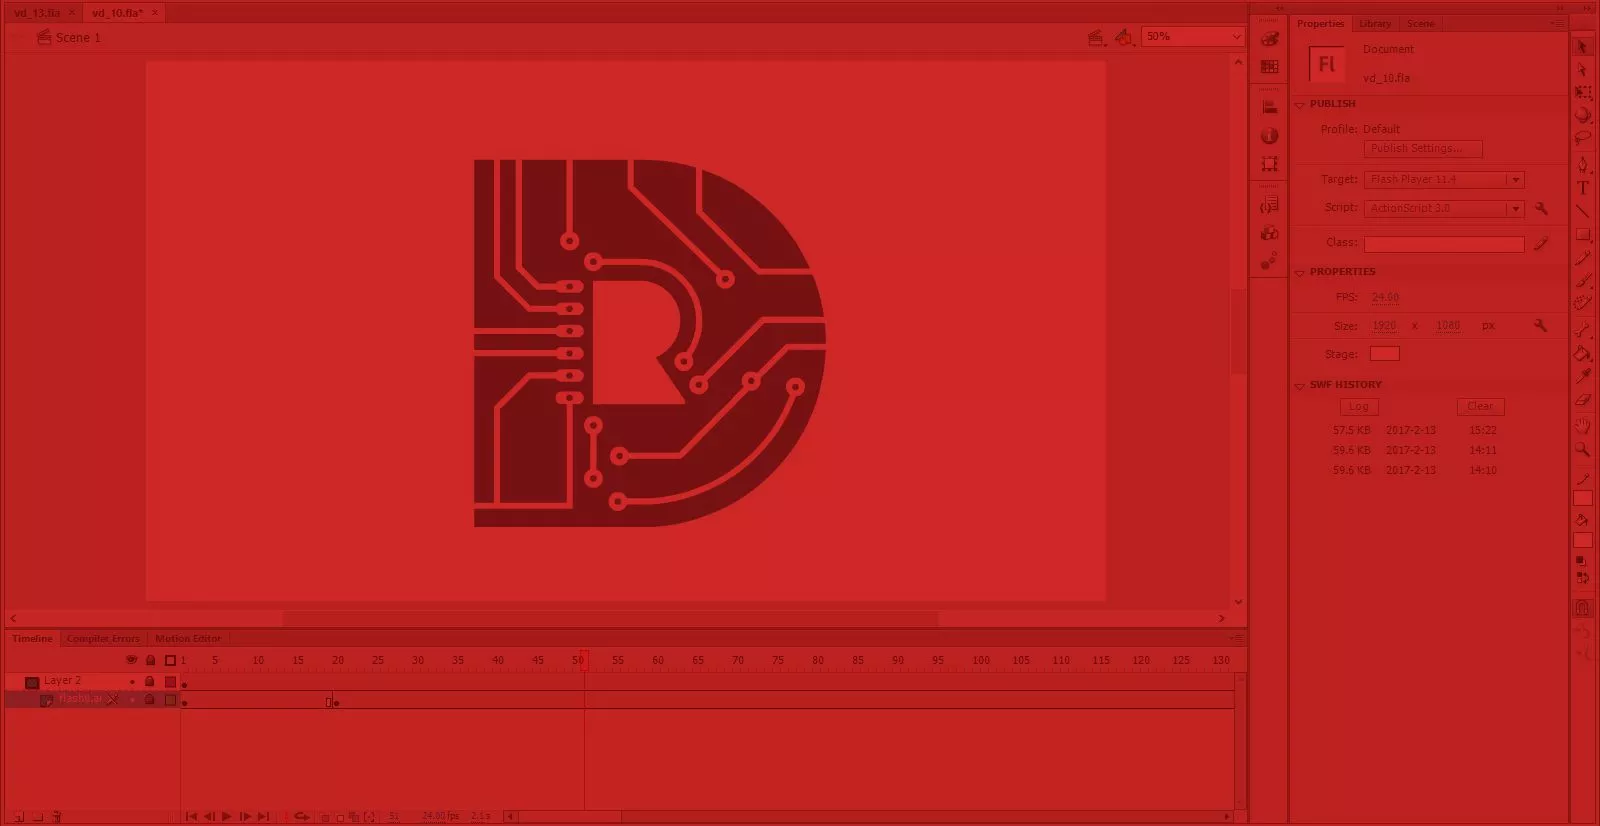 vd_13.fla × vd_10.fla* ×
Scene 1
50%
Properties Library Scene
Fl
Document
vd_10.fla
PUBLISH
Profile: Default
Publish Settings...
Target: Flash Player 11.4
Script: ActionScript 3.0
Class:
PROPERTIES
FPS: 24.00
Size: 1920 x 1080 px
Stage:
SWF HISTORY
Log Clear
57.5 KB 2017-2-13 15:22
59.6 KB 2017-2-13 14:11
59.6 KB 2017-2-13 14:10
DR
Timeline Compiler Errors Motion Editor
1 5 10 15 20 25 30 35 40 45 50 55 60 65 70 75 80 85 90 95 100 105 110 115 120 125 130
Layer 2
51 24.00 fps 2.1 s